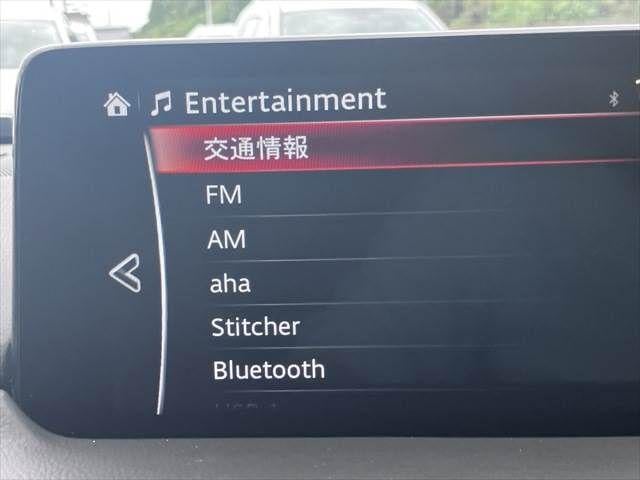 Entertainment
交通情報
FM
AM
aha
Stitcher
Bluetooth